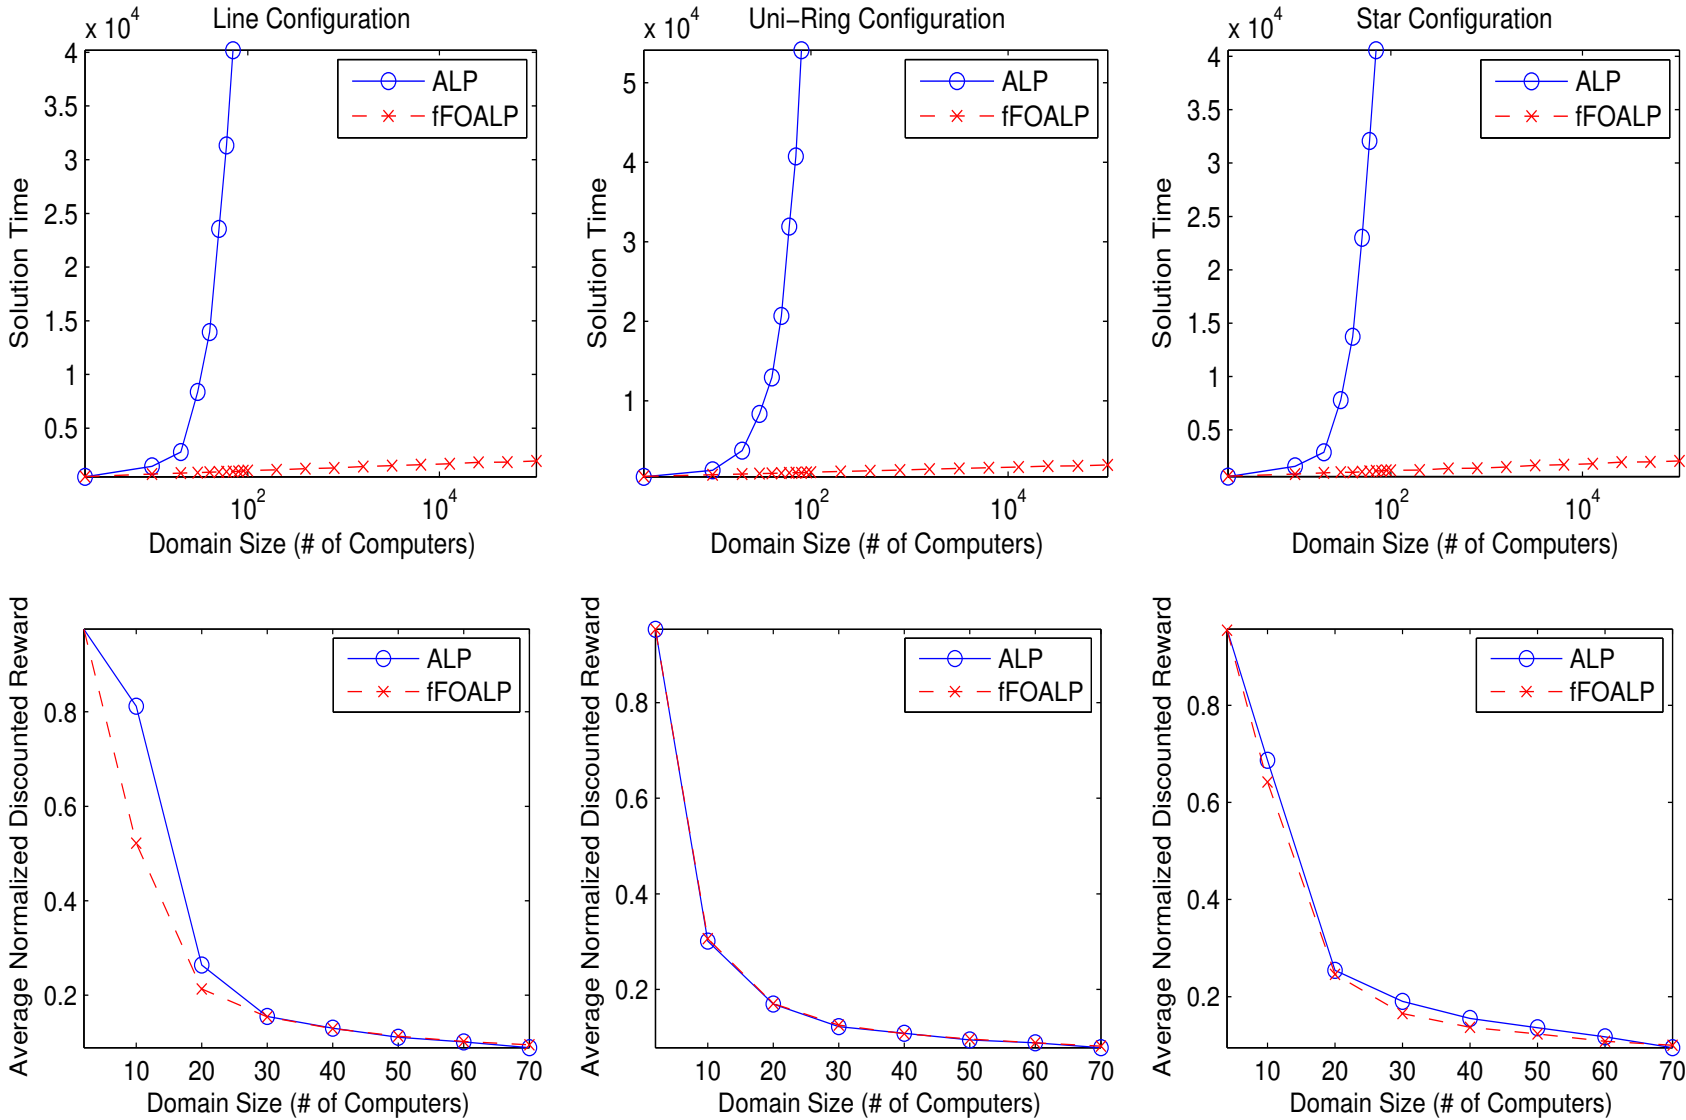 Line Configuration
x 10^4
4
3.5
3
2.5
2
1.5
1
0.5
10^2
10^4
Solution Time
Domain Size (# of Computers)
ALP
fFOALP
Uni−Ring Configuration
x 10^4
5
4
3
2
1
10^2
10^4
Solution Time
Domain Size (# of Computers)
ALP
fFOALP
Star Configuration
x 10^4
4
3.5
3
2.5
2
1.5
1
0.5
10^2
10^4
Solution Time
Domain Size (# of Computers)
ALP
fFOALP
Average Normalized Discounted Reward
0.8
0.6
0.4
0.2
10 20 30 40 50 60 70
Domain Size (# of Computers)
ALP
fFOALP
Average Normalized Discounted Reward
0.8
0.6
0.4
0.2
10 20 30 40 50 60 70
Domain Size (# of Computers)
ALP
fFOALP
Average Normalized Discounted Reward
0.8
0.6
0.4
0.2
10 20 30 40 50 60 70
Domain Size (# of Computers)
ALP
fFOALP